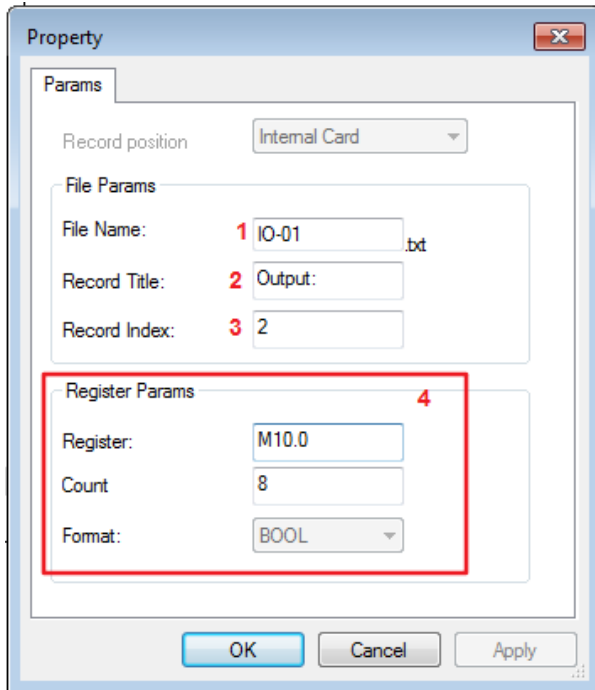 Property
Params
Record position Internal Card
File Params
File Name: 1 IO-01 .txt
Record Title: 2 Output:
Record Index: 3 2
Register Params 4
Register: M10.0
Count 8
Format: BOOL
OK Cancel Apply